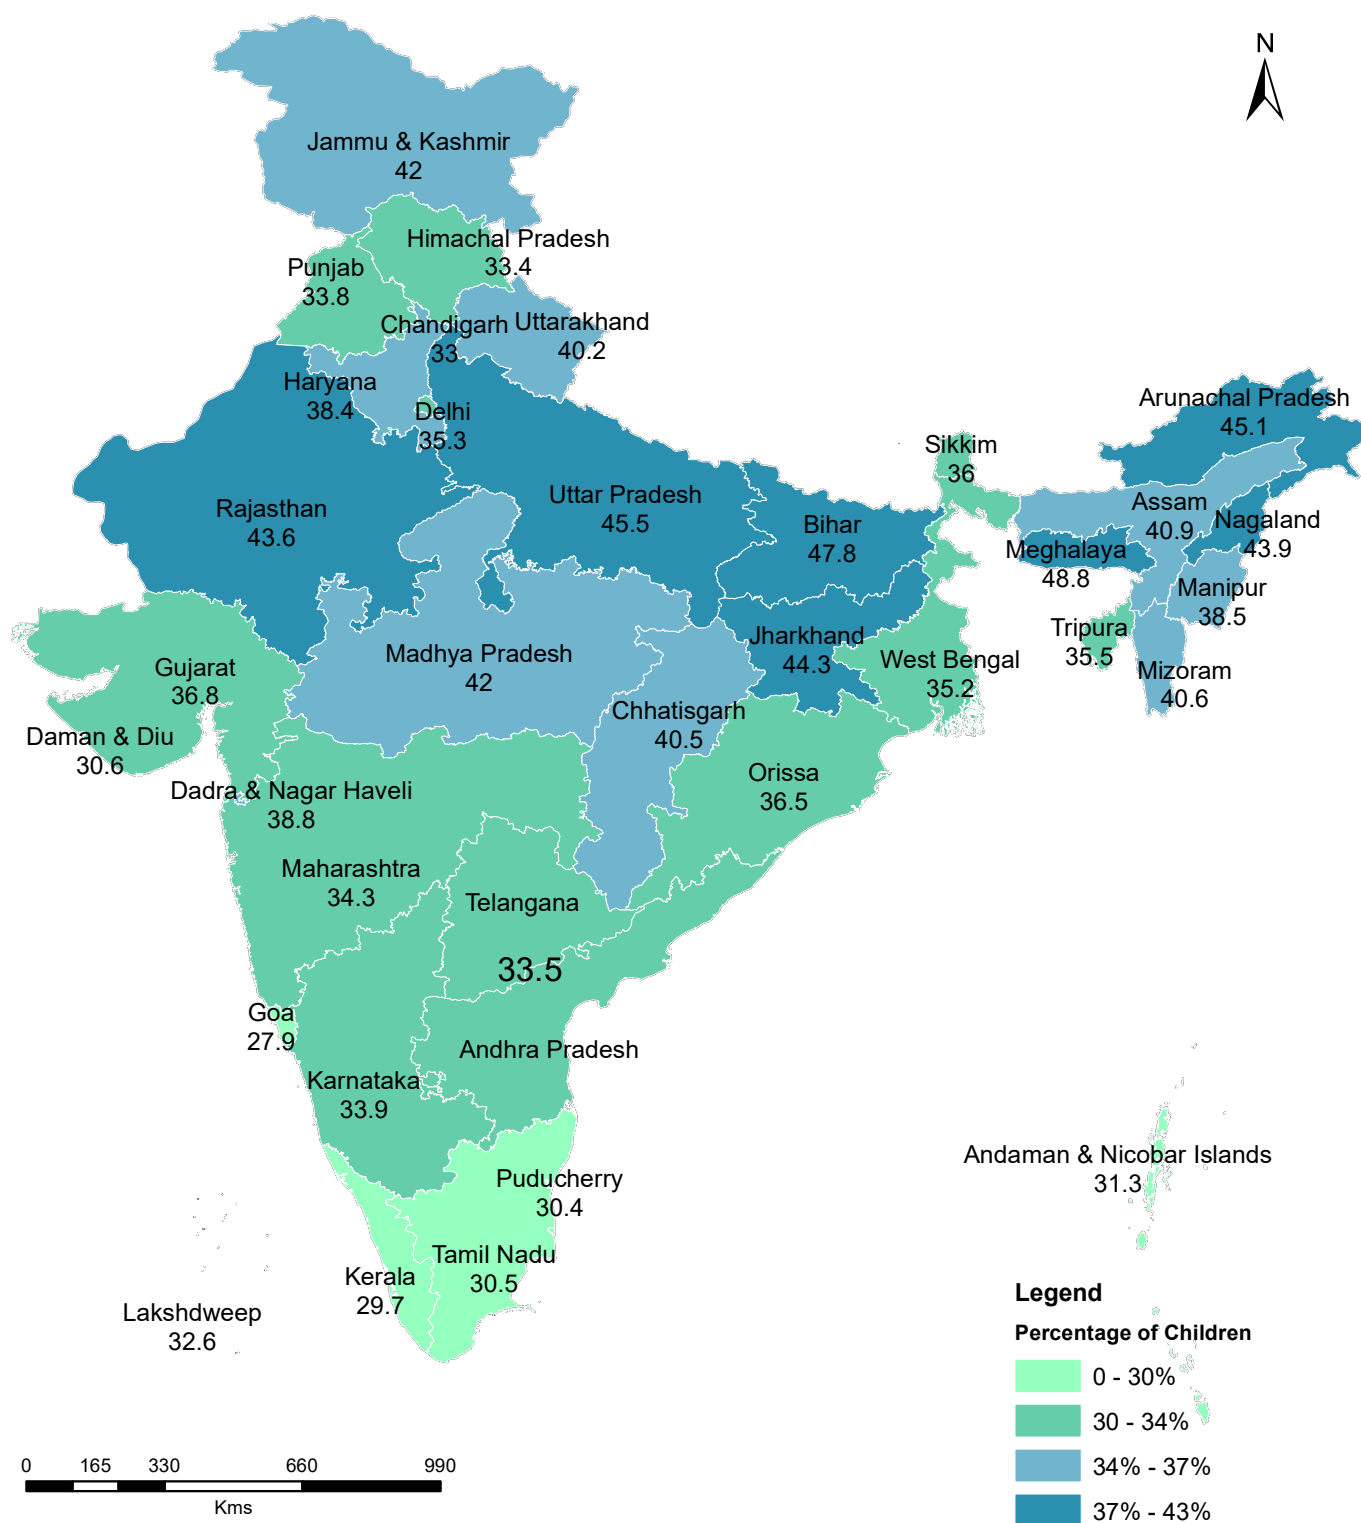 N
Jammu & Kashmir
42
Himachal Pradesh
33.4
Punjab
33.8
Chandigarh
33
Uttarakhand
40.2
Haryana
38.4
Delhi
35.3
Arunachal Pradesh
45.1
Sikkim
36
Rajasthan
43.6
Uttar Pradesh
45.5
Bihar
47.8
Assam
40.9
Nagaland
43.9
Meghalaya
48.8
Manipur
38.5
Tripura
35.5
Mizoram
40.6
Jharkhand
44.3
West Bengal
35.2
Gujarat
36.8
Madhya Pradesh
42
Chhatisgarh
40.5
Daman & Diu
30.6
Orissa
36.5
Dadra & Nagar Haveli
38.8
Maharashtra
34.3
Telangana
33.5
Goa
27.9
Andhra Pradesh
Karnataka
33.9
Andaman & Nicobar Islands
31.3
Puducherry
30.4
Tamil Nadu
30.5
Kerala
29.7
Lakshdweep
32.6
Legend
Percentage of Children
0 - 30%
30 - 34%
34% - 37%
37% - 43%
0 165 330 660 990
Kms